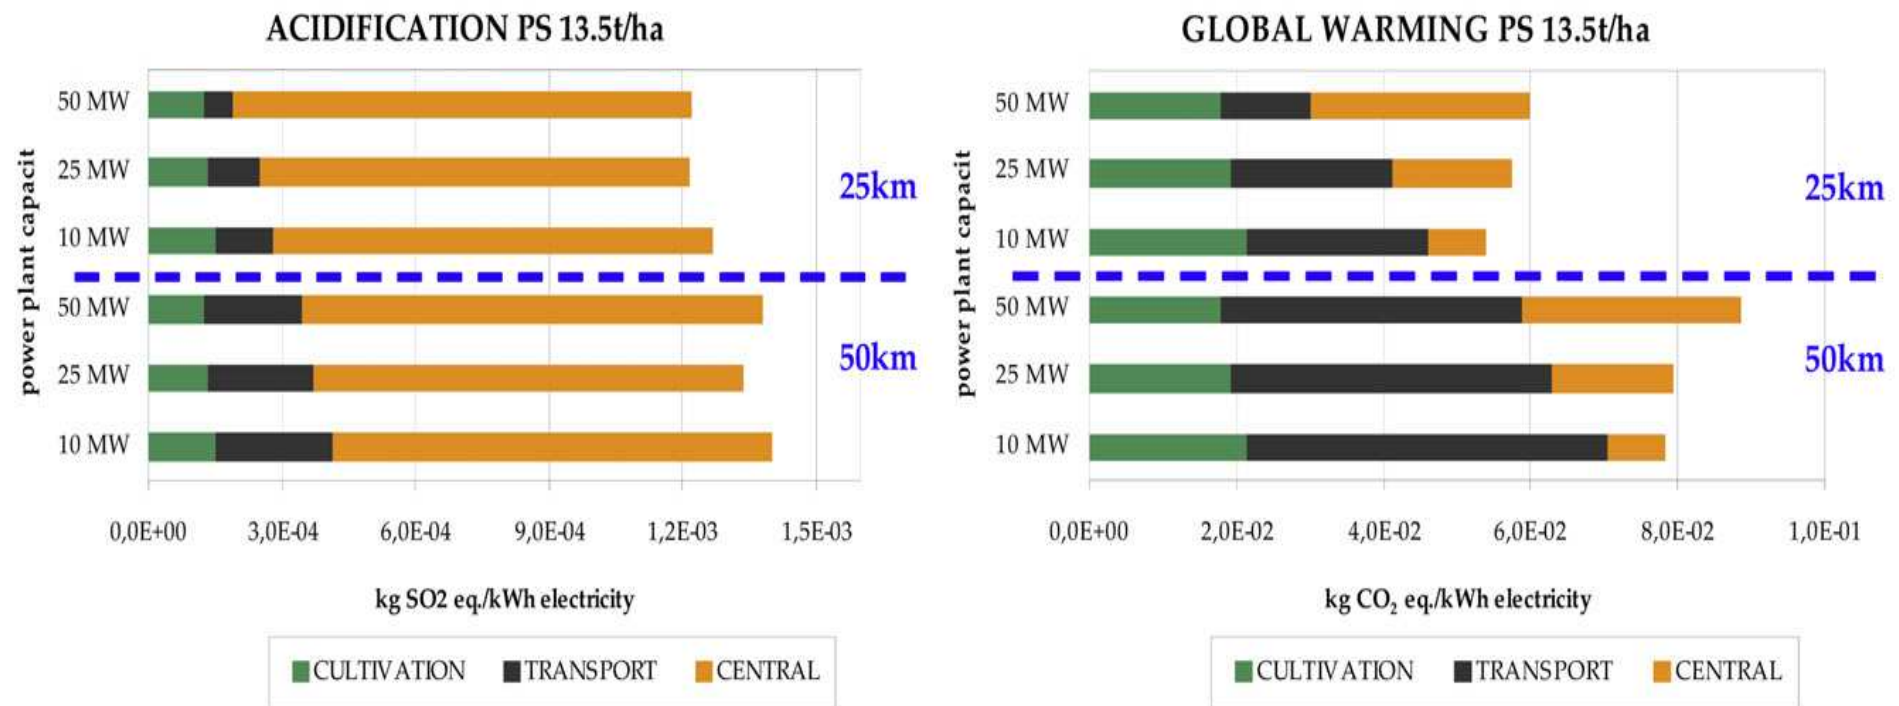 ACIDIFICATION PS 13.5t/ha
power plant capacit
50 MW
25 MW
10 MW
50 MW
25 MW
10 MW
25km
50km
0,0E+00 3,0E-04 6,0E-04 9,0E-04 1,2E-03 1,5E-03
kg SO2 eq./kWh electricity
CULTIVATION TRANSPORT CENTRAL
GLOBAL WARMING PS 13.5t/ha
power plant capacit
50 MW
25 MW
10 MW
50 MW
25 MW
10 MW
25km
50km
0,0E+00 2,0E-02 4,0E-02 6,0E-02 8,0E-02 1,0E-01
kg CO₂ eq./kWh electricity
CULTIVATION TRANSPORT CENTRAL